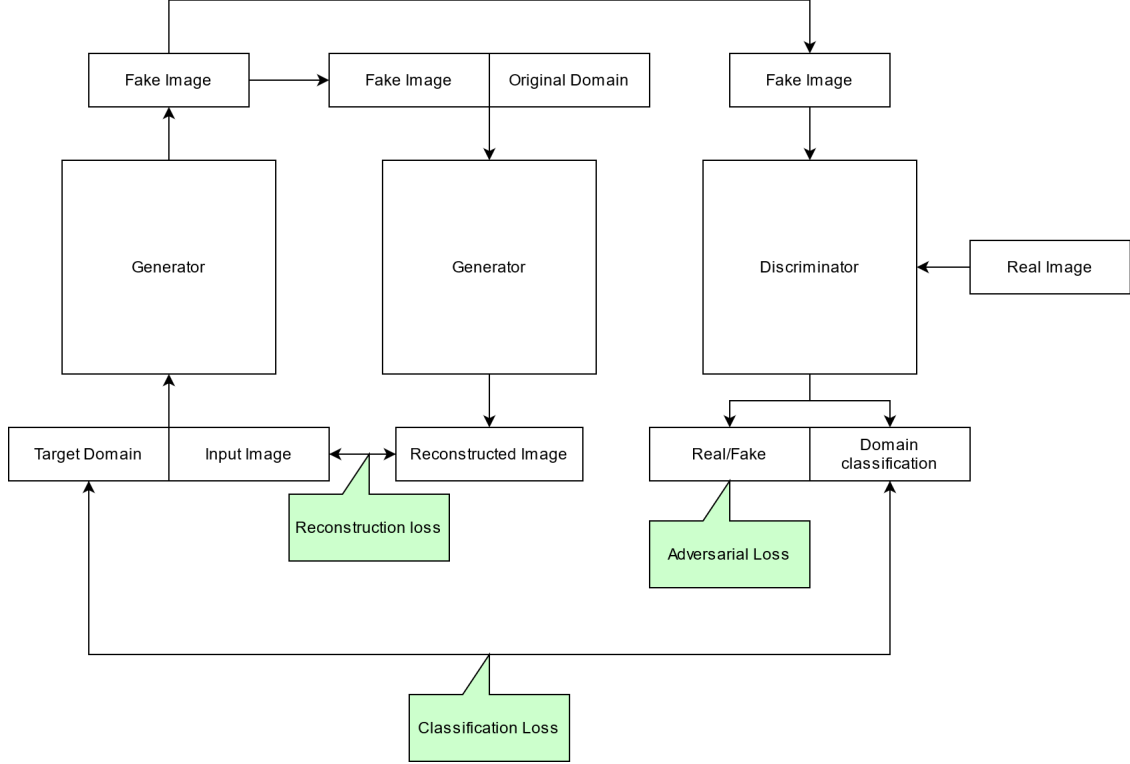 Fake Image
Fake Image
Original Domain
Fake Image
Generator
Generator
Discriminator
Real Image
Target Domain
Input Image
Reconstructed Image
Real/Fake
Domain
classification
Reconstruction loss
Adversarial Loss
Classification Loss